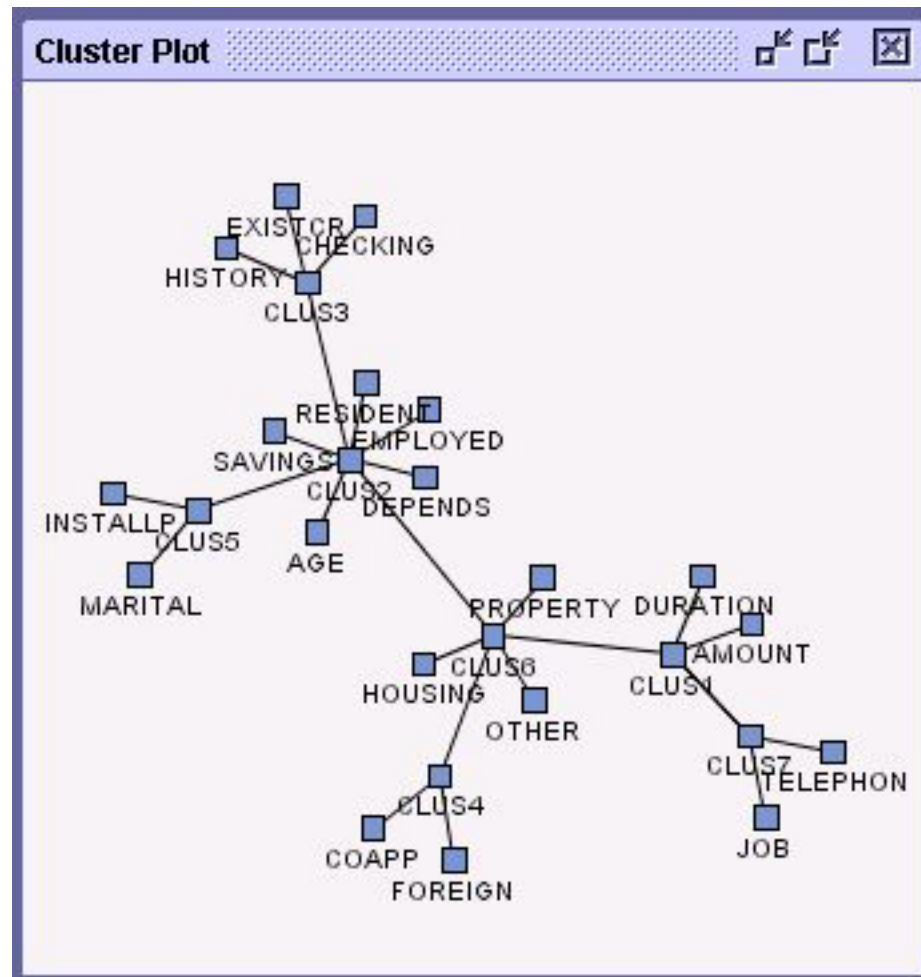 Cluster Plot
EXISTCR
CHECKING
HISTORY
CLUS3
RESIDENT
EMPLOYED
SAVINGS
CLUS2
DEPENDS
INSTALLP
CLUS5
AGE
MARITAL
PROPERTY
DURATION
AMOUNT
CLUS6
CLUS1
HOUSING
OTHER
CLUS7
TELEPHON
CLUS4
JOB
COAPP
FOREIGN